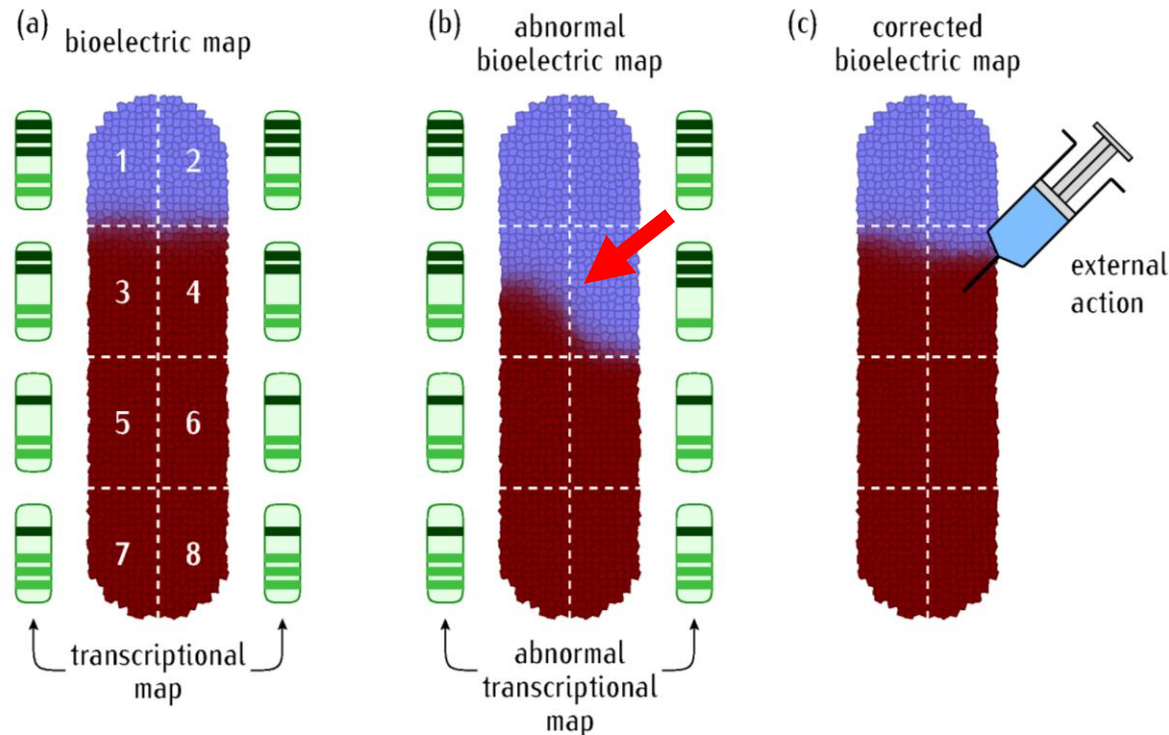 (a)
bioelectric map
1 2
3 4
5 6
7 8
transcriptional
map
(b)
abnormal
bioelectric map
abnormal
transcriptional
map
(c)
corrected
bioelectric map
external
action